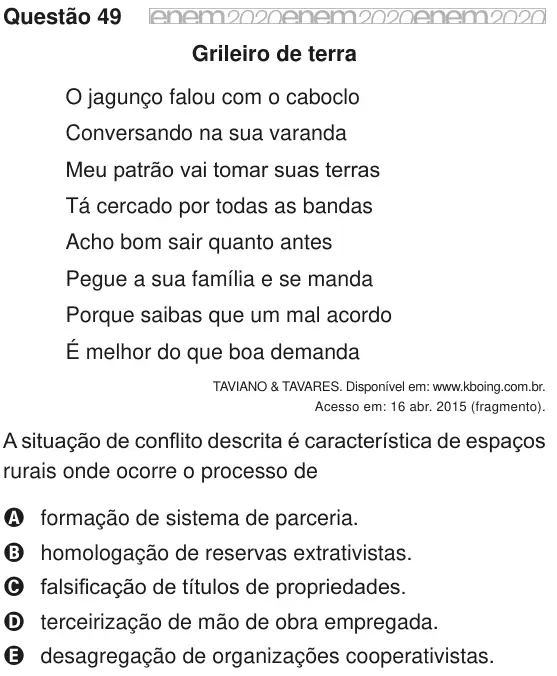 Questão 49 enem2020enem2020enem2020
Grileiro de terra
O jagunço falou com o caboclo
Conversando na sua varanda
Meu patrão vai tomar suas terras
Tá cercado por todas as bandas
Acho bom sair quanto antes
Pegue a sua família e se manda
Porque saibas que um mal acordo
É melhor do que boa demanda
TAVIANO & TAVARES. Disponível em: www.kboing.com.br.
Acesso em: 16 abr. 2015 (fragmento).
A situação de conflito descrita é característica de espaços
rurais onde ocorre o processo de
A formação de sistema de parceria.
B homologação de reservas extrativistas.
C falsificação de títulos de propriedades.
D terceirização de mão de obra empregada.
E desagregação de organizações cooperativistas.